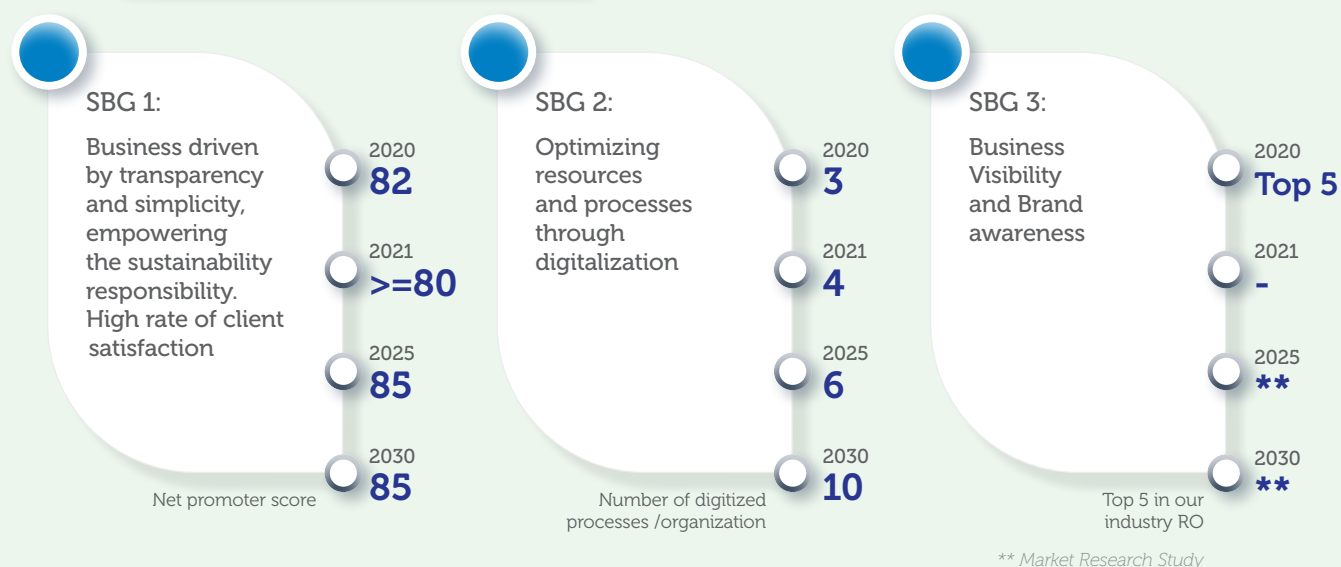 SBG 1:
Business driven
by transparency
and simplicity,
empowering
the sustainability
responsibility.
High rate of client
satisfaction
2020
82
2021
>=80
2025
85
2030
85
Net promoter score
SBG 2:
Optimizing
resources
and processes
through
digitalization
2020
3
2021
4
2025
6
2030
10
Number of digitized
processes /organization
SBG 3:
Business
Visibility
and Brand
awareness
2020
Top 5
2021
-
2025
**
2030
**
Top 5 in our
industry RO
** Market Research Study